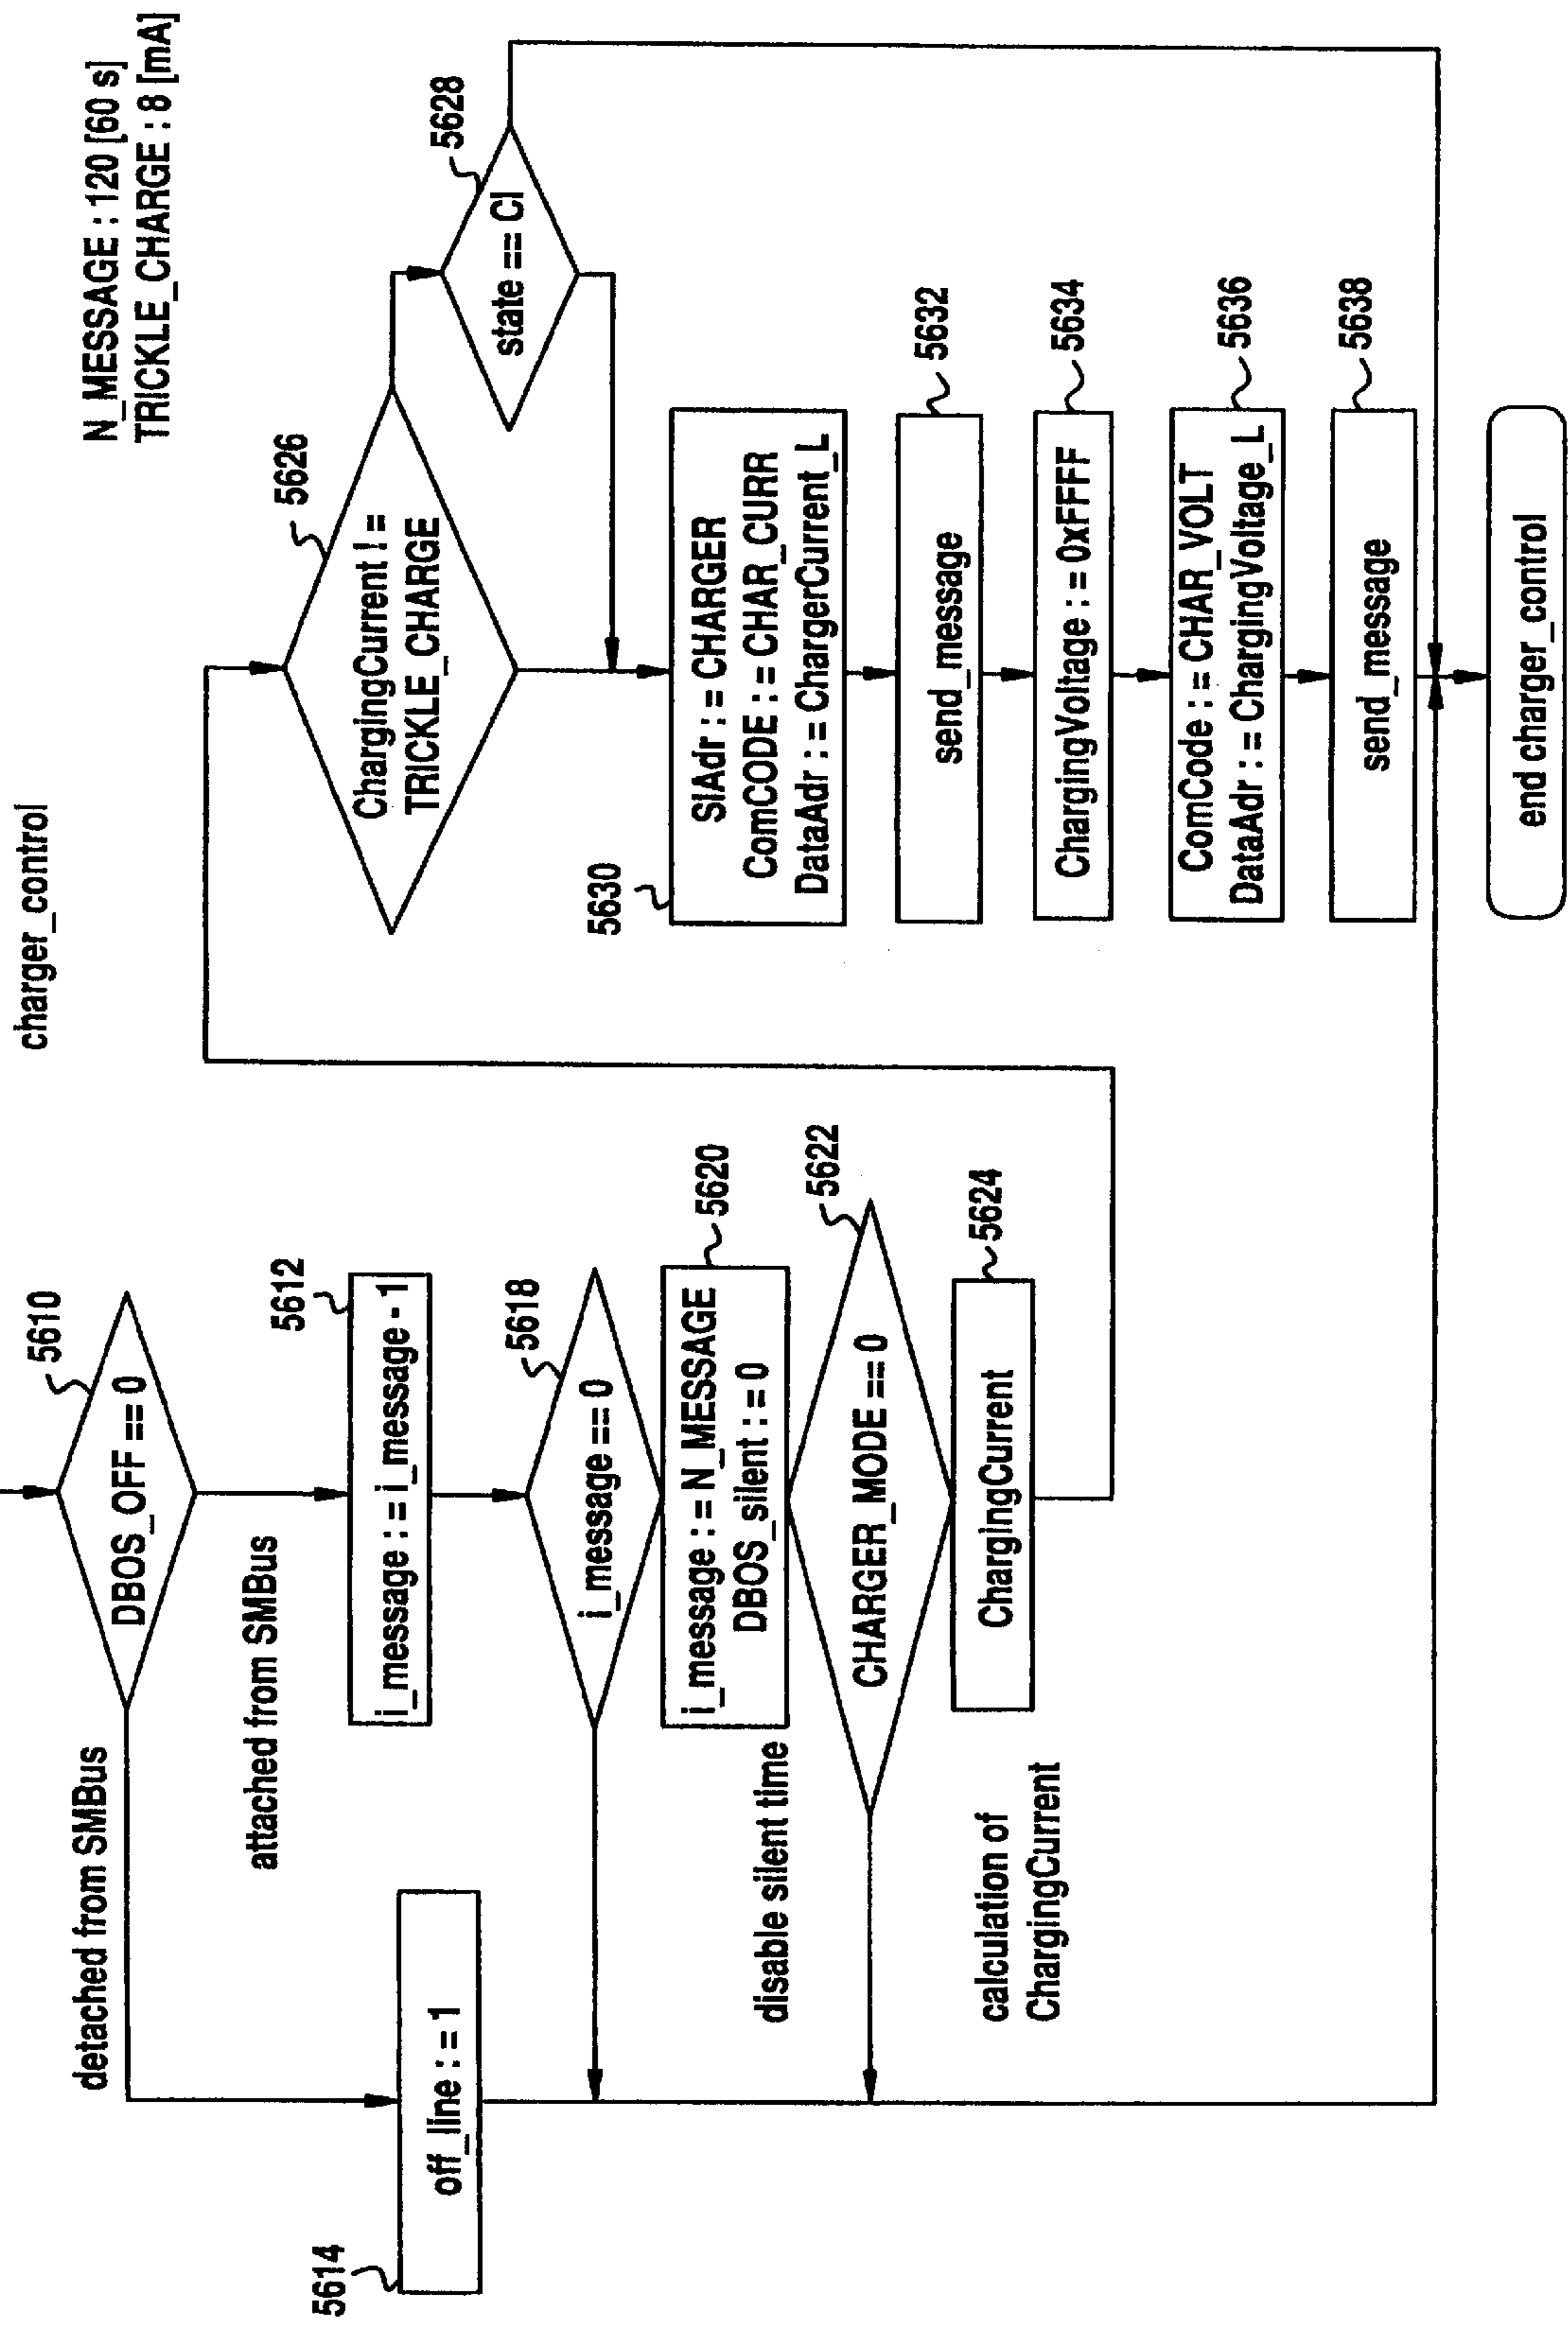 charger_control
N_MESSAGE : 120 [60 s]
TRICKLE_CHARGE : 8 [mA]
5610
DBOS_OFF == 0
detached from SMBus
attached from SMBus
5612
i_message : = i_message - 1
5614
off_line : = 1
5618
i_message == 0
5620
i_message : = N_MESSAGE
DBOS_silent : = 0
disable silent time
5622
CHARGER_MODE == 0
5624
ChargingCurrent
calculation of
ChargingCurrent
5626
ChargingCurrent ! =
TRICKLE_CHARGE
5628
state == CI
5630
SlAdr : = CHARGER
ComCODE : = CHAR_CURR
DataAdr : = ChargerCurrent_L
5632
send_message
5634
ChargingVoltage : = 0xFFFF
5636
ComCode : = CHAR_VOLT
DataAdr : = ChargingVoltage_L
5638
send_message
end charger_control